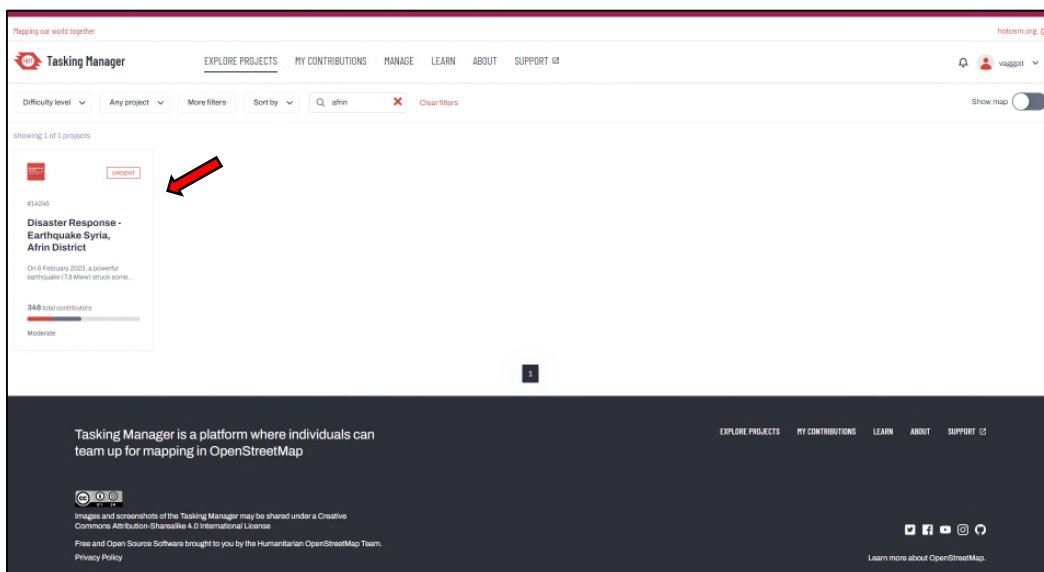 Mapping our world together
hotosm.org
HOT Tasking Manager EXPLORE PROJECTS MY CONTRIBUTIONS MANAGE LEARN ABOUT SUPPORT
vaggpit
Difficulty level Any project More filters Sort by afrin Clear filters Show map
showing 1 of 1 projects
URGENT
#14245
Disaster Response -
Earthquake Syria,
Afrin District
On 6 February 2023, a powerful
earthquake (7.8 Mww) struck some...
348 total contributors
Moderate
1
Tasking Manager is a platform where individuals can
team up for mapping in OpenStreetMap
EXPLORE PROJECTS MY CONTRIBUTIONS LEARN ABOUT SUPPORT
Images and screenshots of the Tasking Manager may be shared under a Creative
Commons Attribution-Sharealike 4.0 International License
Free and Open Source Software brought to you by the Humanitarian OpenStreetMap Team.
Privacy Policy
Learn more about OpenStreetMap.